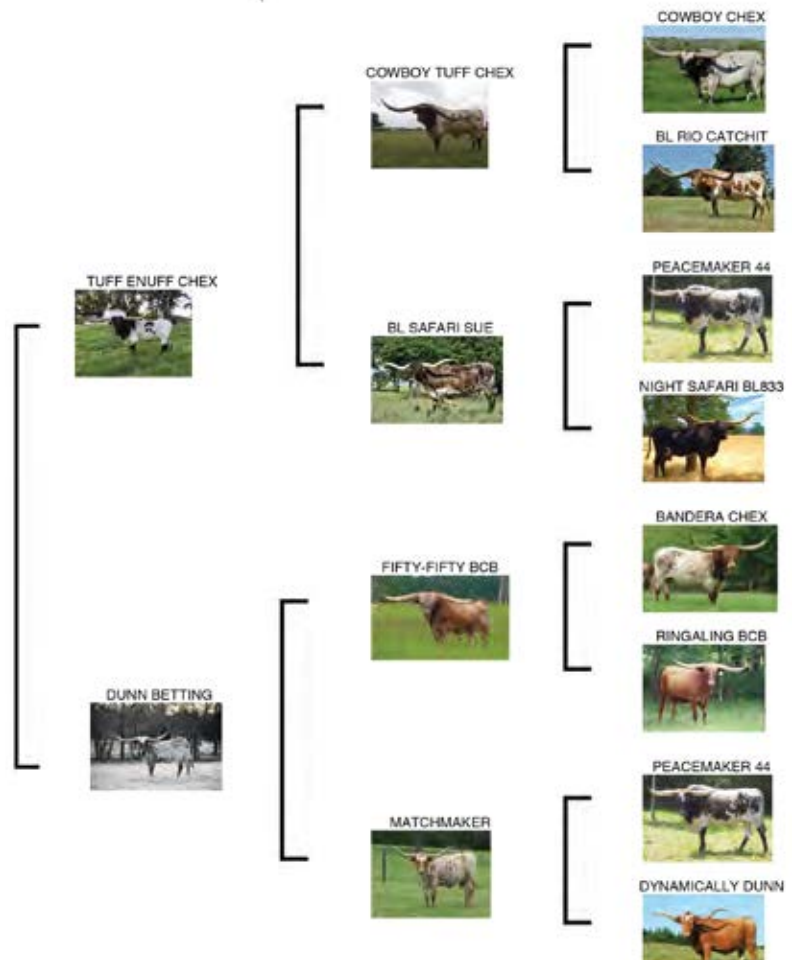 COWBOY CHEX
COWBOY TUFF CHEX
BL RIO CATCHIT
PEACEMAKER 44
TUFF ENUFF CHEX
BL SAFARI SUE
NIGHT SAFARI BL833
BANDERA CHEX
FIFTY-FIFTY BCB
RINGALING BCB
DUNN BETTING
PEACEMAKER 44
MATCHMAKER
DYNAMICALLY DUNN